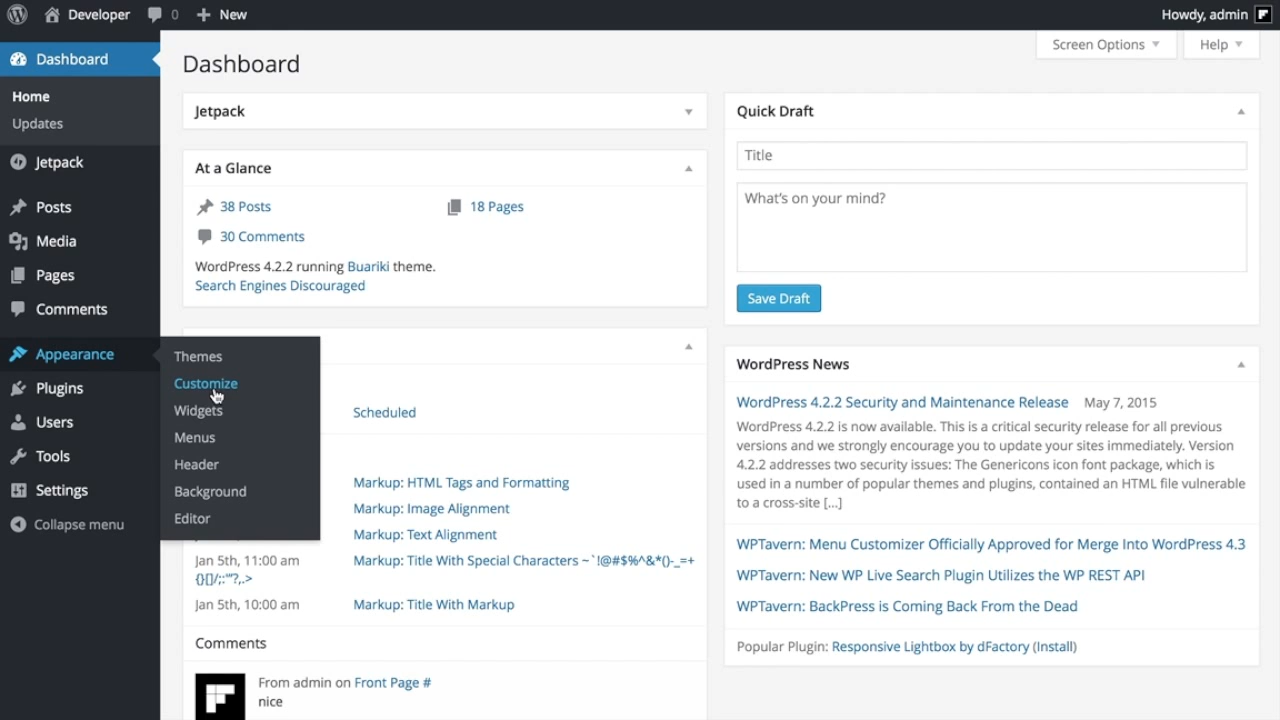 Developer
0
New
Howdy, admin
Dashboard
Home
Updates
Jetpack
Posts
Media
Pages
Comments
Appearance
Plugins
Users
Tools
Settings
Collapse menu
Themes
Customize
Widgets
Menus
Header
Background
Editor
Screen Options
Help
Dashboard
Jetpack
At a Glance
38 Posts
18 Pages
30 Comments
WordPress 4.2.2 running Buariki theme.
Search Engines Discouraged
Scheduled
Markup: HTML Tags and Formatting
Markup: Image Alignment
Markup: Text Alignment
Jan 5th, 11:00 am Markup: Title With Special Characters ~`!@#$%^&*()-_=+
{}[]/;:'"?,.>
Jan 5th, 10:00 am Markup: Title With Markup
Comments
From admin on Front Page #
nice
Quick Draft
Title
What's on your mind?
Save Draft
WordPress News
WordPress 4.2.2 Security and Maintenance Release May 7, 2015
WordPress 4.2.2 is now available. This is a critical security release for all previous
versions and we strongly encourage you to update your sites immediately. Version
4.2.2 addresses two security issues: The Genericons icon font package, which is
used in a number of popular themes and plugins, contained an HTML file vulnerable
to a cross-site […]
WPTavern: Menu Customizer Officially Approved for Merge Into WordPress 4.3
WPTavern: New WP Live Search Plugin Utilizes the WP REST API
WPTavern: BackPress is Coming Back From the Dead
Popular Plugin: Responsive Lightbox by dFactory (Install)